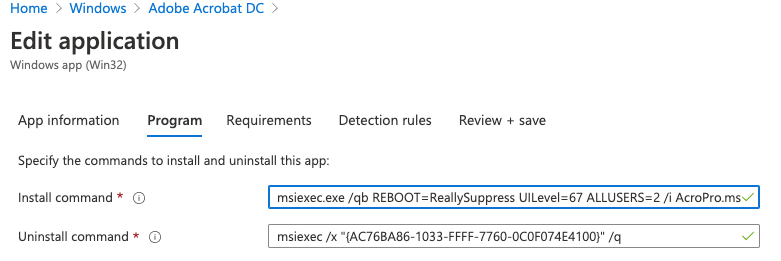 Home > Windows > Adobe Acrobat DC >
Edit application
Windows app (Win32)
App information Program Requirements Detection rules Review + save
Specify the commands to install and uninstall this app:
Install command * msiexec.exe /qb REBOOT=ReallySuppress UILevel=67 ALLUSERS=2 /i AcroPro.ms
Uninstall command * msiexec /x "{AC76BA86-1033-FFFF-7760-0C0F074E4100}" /q